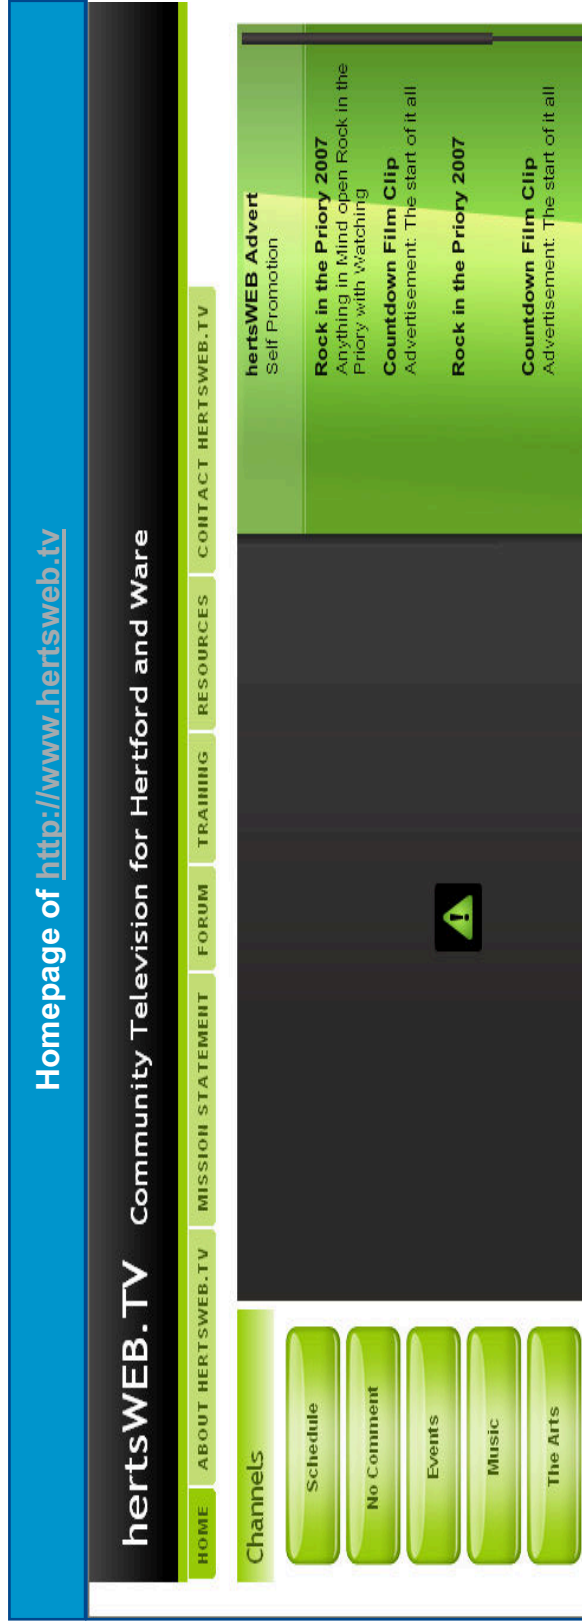 Homepage of http://www.hertsweb.tv
hertsWEB.TV Community Television for Hertford and Ware
HOME ABOUT HERTSWEB.TV MISSION STATEMENT FORUM TRAINING RESOURCES CONTACT HERTSWEB.TV
Channels
Schedule
No Comment
Events
Music
The Arts
hertsWEB Advert
Self Promotion
Rock in the Priory 2007
Anything in Mind open Rock in the
Priory with Watching
Countdown Film Clip
Advertisement: The start of it all
Rock in the Priory 2007
Countdown Film Clip
Advertisement: The start of it all